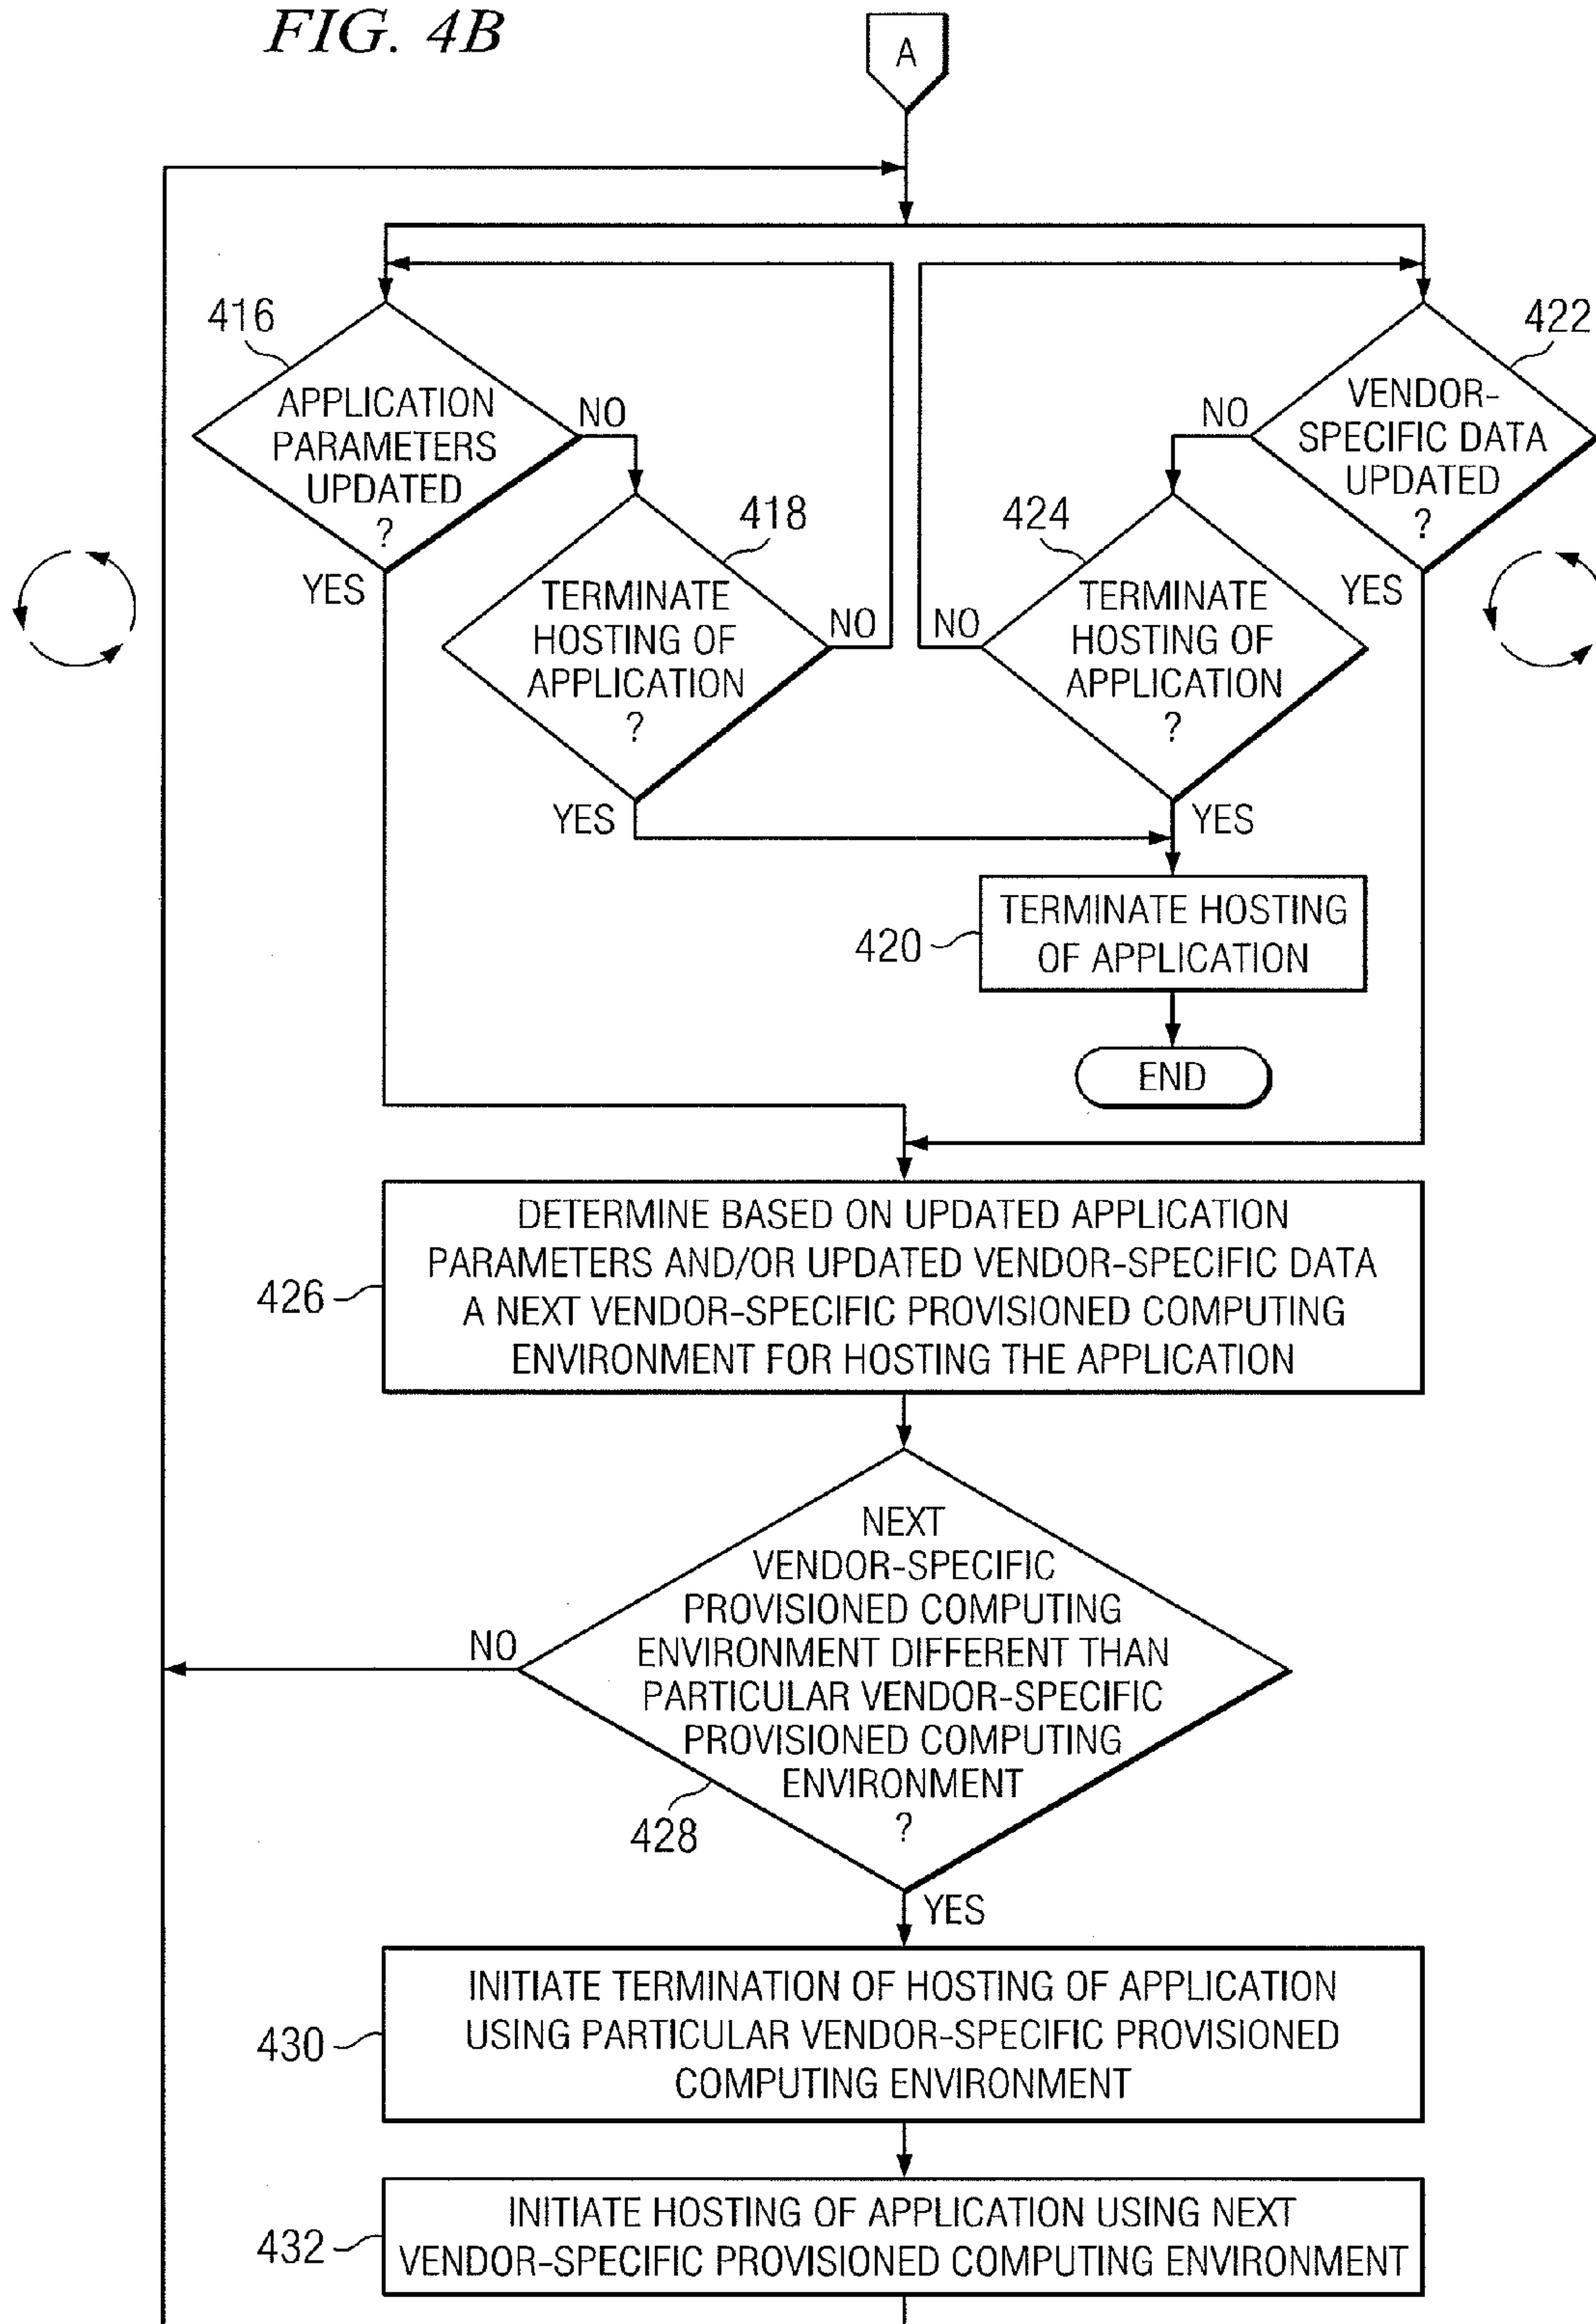 FIG. 4B
A
416
APPLICATION
PARAMETERS
UPDATED
?
NO
YES
422
VENDOR-
SPECIFIC DATA
UPDATED
?
NO
YES
418
TERMINATE
HOSTING OF
APPLICATION
?
NO
YES
424
TERMINATE
HOSTING OF
APPLICATION
?
NO
YES
420
TERMINATE HOSTING
OF APPLICATION
END
426
DETERMINE BASED ON UPDATED APPLICATION
PARAMETERS AND/OR UPDATED VENDOR-SPECIFIC DATA
A NEXT VENDOR-SPECIFIC PROVISIONED COMPUTING
ENVIRONMENT FOR HOSTING THE APPLICATION
NEXT
VENDOR-SPECIFIC
PROVISIONED COMPUTING
ENVIRONMENT DIFFERENT THAN
PARTICULAR VENDOR-SPECIFIC
PROVISIONED COMPUTING
ENVIRONMENT
?
NO
428
YES
430
INITIATE TERMINATION OF HOSTING OF APPLICATION
USING PARTICULAR VENDOR-SPECIFIC PROVISIONED
COMPUTING ENVIRONMENT
432
INITIATE HOSTING OF APPLICATION USING NEXT
VENDOR-SPECIFIC PROVISIONED COMPUTING ENVIRONMENT